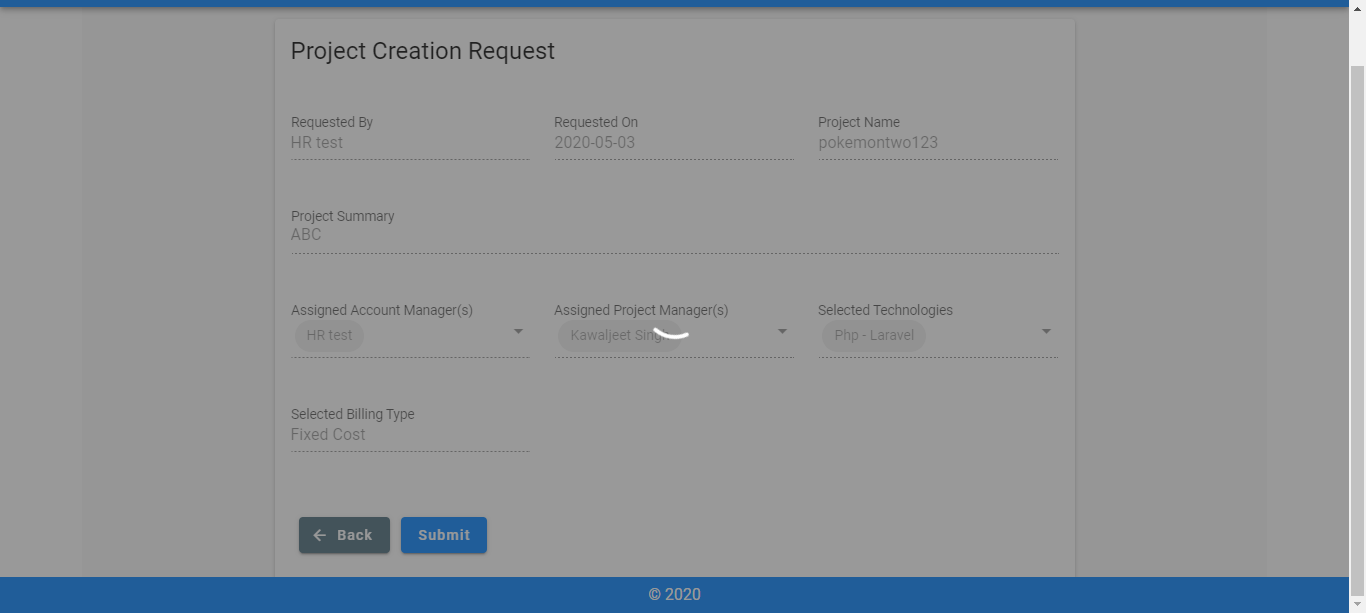 Project Creation Request
Requested By
Requested On
Project Name
HR test
2020-05-03
pokemontwo123
Project Summary
ABC
Assigned Account Manager(s)
Assigned Project Manager(s)
Selected Technologies
HR test
Kawaljeet Singh
Php - Laravel
Selected Billing Type
Fixed Cost
Back
Submit
© 2020